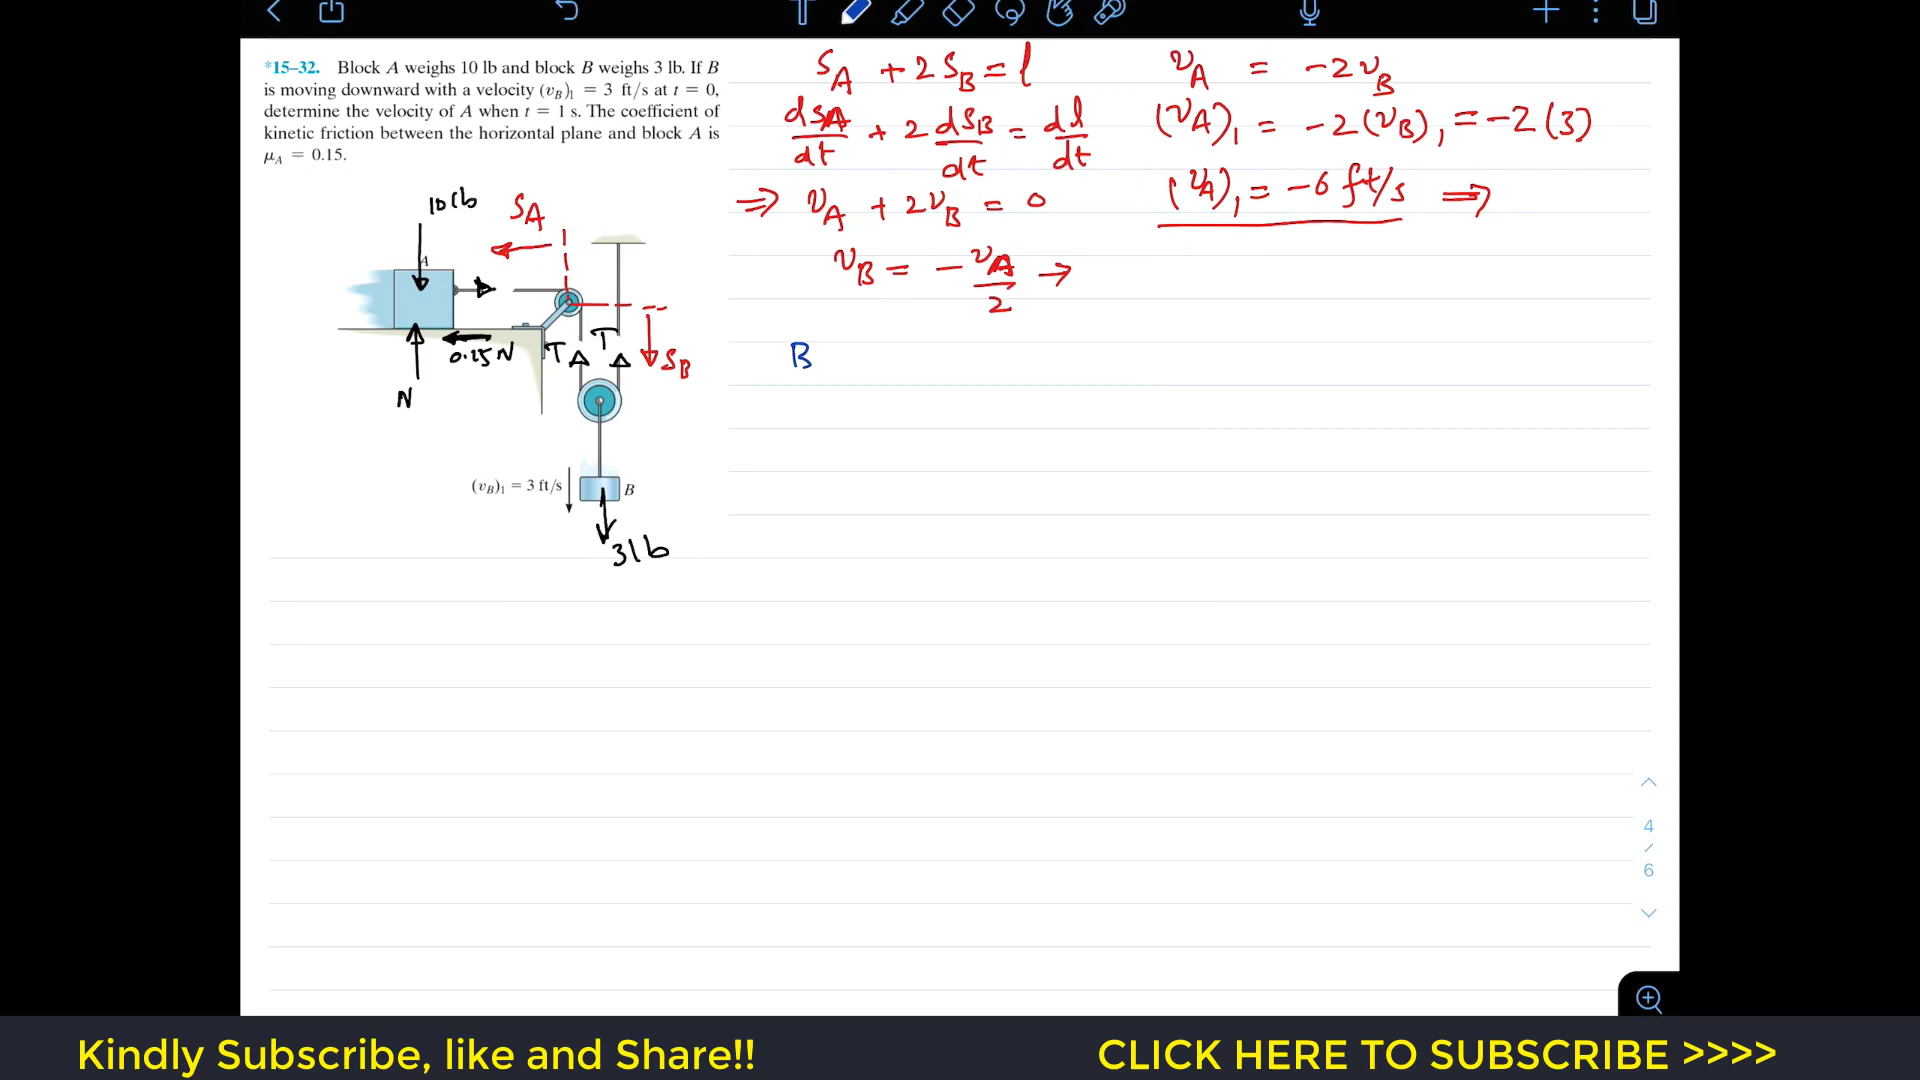 *15–32. Block A weighs 10 lb and block B weighs 3 lb. If B
is moving downward with a velocity (vB)1 = 3 ft/s at t = 0,
determine the velocity of A when t = 1 s. The coefficient of
kinetic friction between the horizontal plane and block A is
μA = 0.15.
10 lb
SA
A
0.25 N
N
T
T
SB
(vB)1 = 3 ft/s
B
3 lb
SA + 2SB = l
dSA/dt + 2 dSB/dt = dl/dt
⇒ vA + 2vB = 0
vB = -vA/2 →
vA = -2vB
(vA)1 = -2(vB)1 = -2(3)
(vA)1 = -6 ft/s ⇒
B
4
/
6
Kindly Subscribe, like and Share!!
CLICK HERE TO SUBSCRIBE >>>>